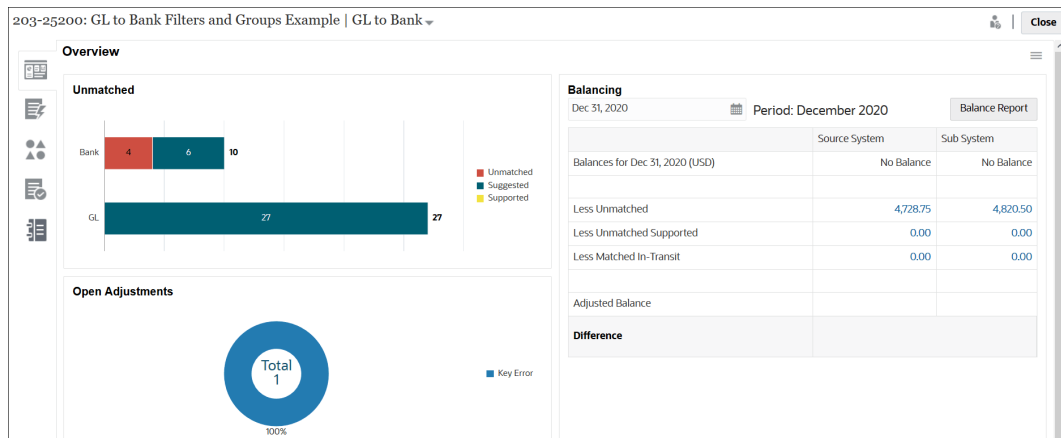 203-25200: GL to Bank Filters and Groups Example | GL to Bank
Close
Overview
Unmatched
Bank
4
6
10
GL
27
27
Unmatched
Suggested
Supported
Open Adjustments
Total
1
100%
Key Error
Balancing
Dec 31, 2020
Period: December 2020
Balance Report
Source System Sub System
Balances for Dec 31, 2020 (USD) No Balance No Balance
Less Unmatched 4,728.75 4,820.50
Less Unmatched Supported 0.00 0.00
Less Matched In-Transit 0.00 0.00
Adjusted Balance
Difference